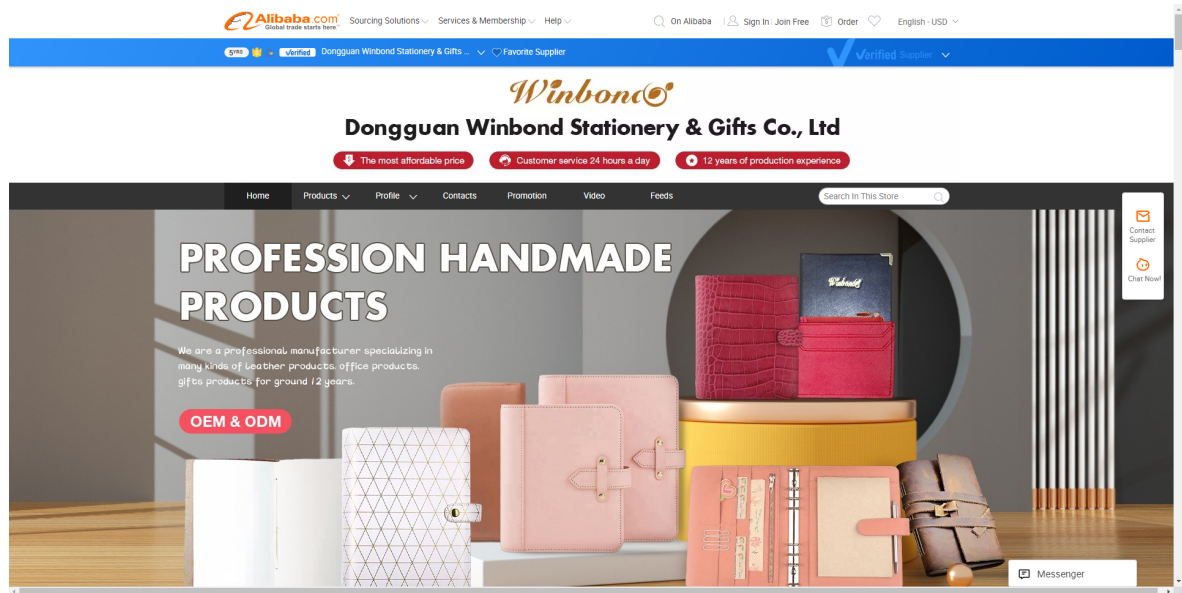 Alibaba.com
Global trade starts here.
Sourcing Solutions
Services & Membership
Help
On Alibaba
Sign In
Join Free
Order
English - USD
5YRS
Verified
Dongguan Winbond Stationery & Gifts ...
Favorite Supplier
Verified Supplier
Winbond
Dongguan Winbond Stationery & Gifts Co., Ltd
The most affordable price
Customer service 24 hours a day
12 years of production experience
Home
Products
Profile
Contacts
Promotion
Video
Feeds
Search In This Store
Contact
Supplier
Chat Now!
PROFESSION HANDMADE
PRODUCTS
We are a professional manufacturer specializing in
many kinds of leather products, office products,
gifts products for ground 12 years.
OEM & ODM
Winbond
Messenger